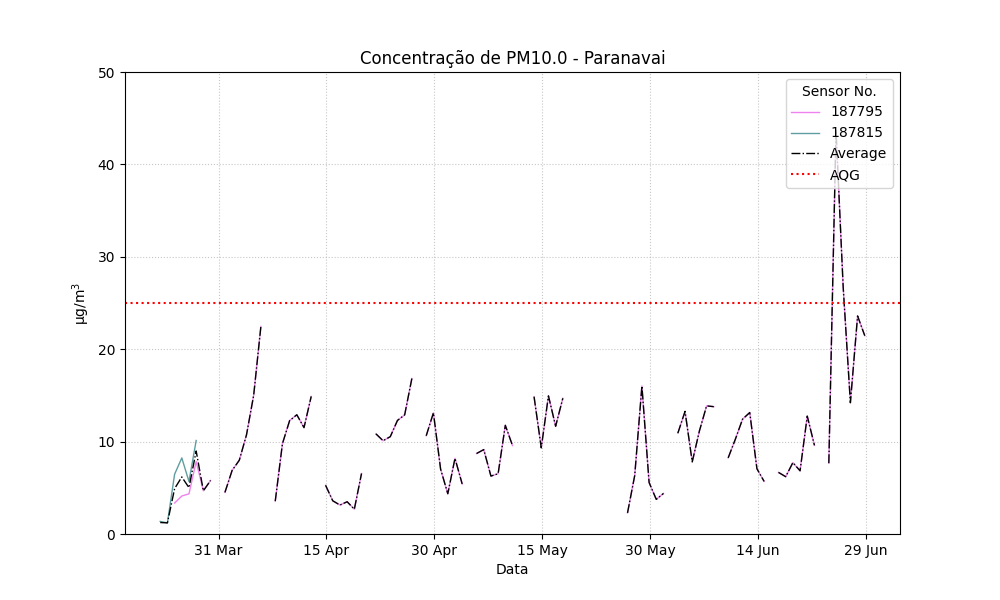 Concentração de PM10.0 - Paranavai
Sensor No.
187795
187815
Average
AQG
50
40
30
20
10
0
µg/m³
31 Mar
15 Apr
30 Apr
15 May
30 May
14 Jun
29 Jun
Data